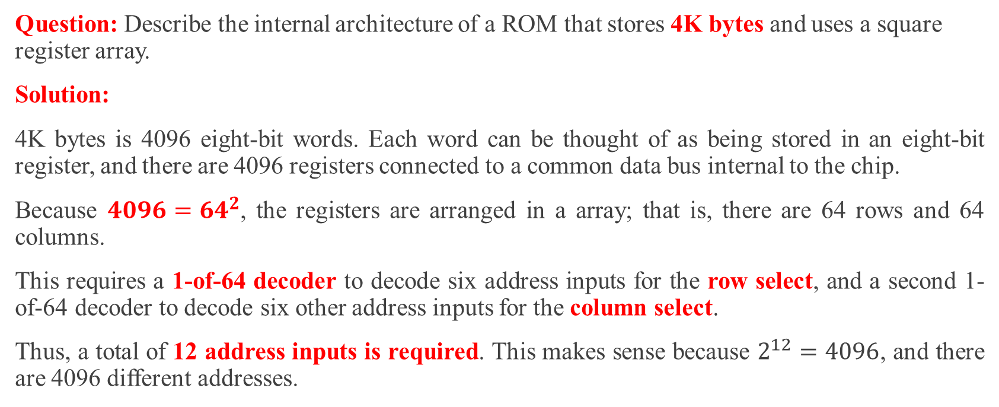 Question: Describe the internal architecture of a ROM that stores 4K bytes and uses a square
register array.
Solution:
4K bytes is 4096 eight-bit words. Each word can be thought of as being stored in an eight-bit
register, and there are 4096 registers connected to a common data bus internal to the chip.
Because 4096 = 64², the registers are arranged in a array; that is, there are 64 rows and 64
columns.
This requires a 1-of-64 decoder to decode six address inputs for the row select, and a second 1-
of-64 decoder to decode six other address inputs for the column select.
Thus, a total of 12 address inputs is required. This makes sense because 2¹² = 4096, and there
are 4096 different addresses.